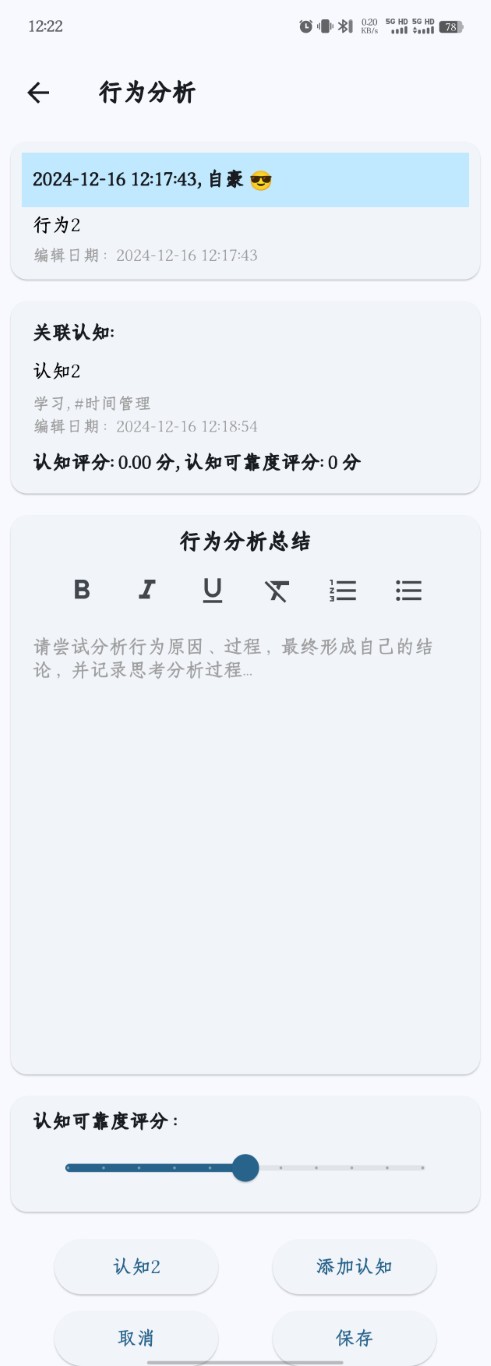 12:22
0.20 KB/s 5G HD 5G HD 78
行为分析
2024-12-16 12:17:43, 自豪 😎
行为2
编辑日期：2024-12-16 12:17:43
关联认知:
认知2
学习, #时间管理
编辑日期：2024-12-16 12:18:54
认知评分: 0.00 分, 认知可靠度评分: 0 分
行为分析总结
B I U
请尝试分析行为原因、过程，最终形成自己的结
论，并记录思考分析过程...
认知可靠度评分：
认知2 添加认知
取消 保存